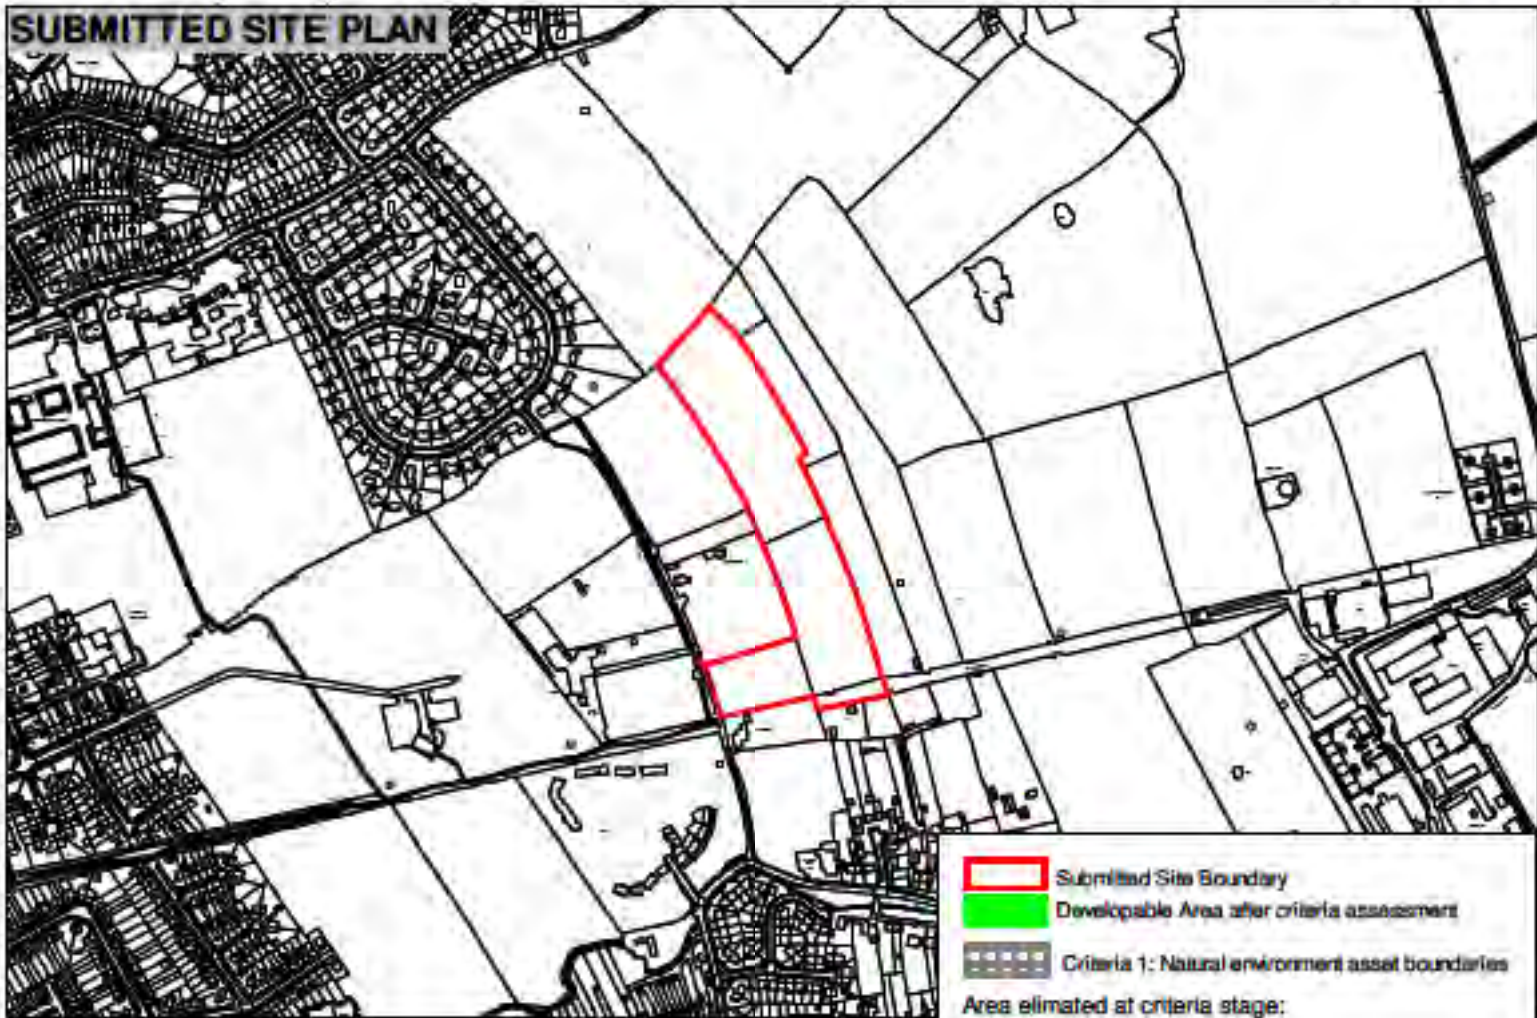 SUBMITTED SITE PLAN
Submitted Site Boundary
Developable Area after criteria assessment
Criteria 1: Natural environment asset boundaries
Area elimated at criteria stage: